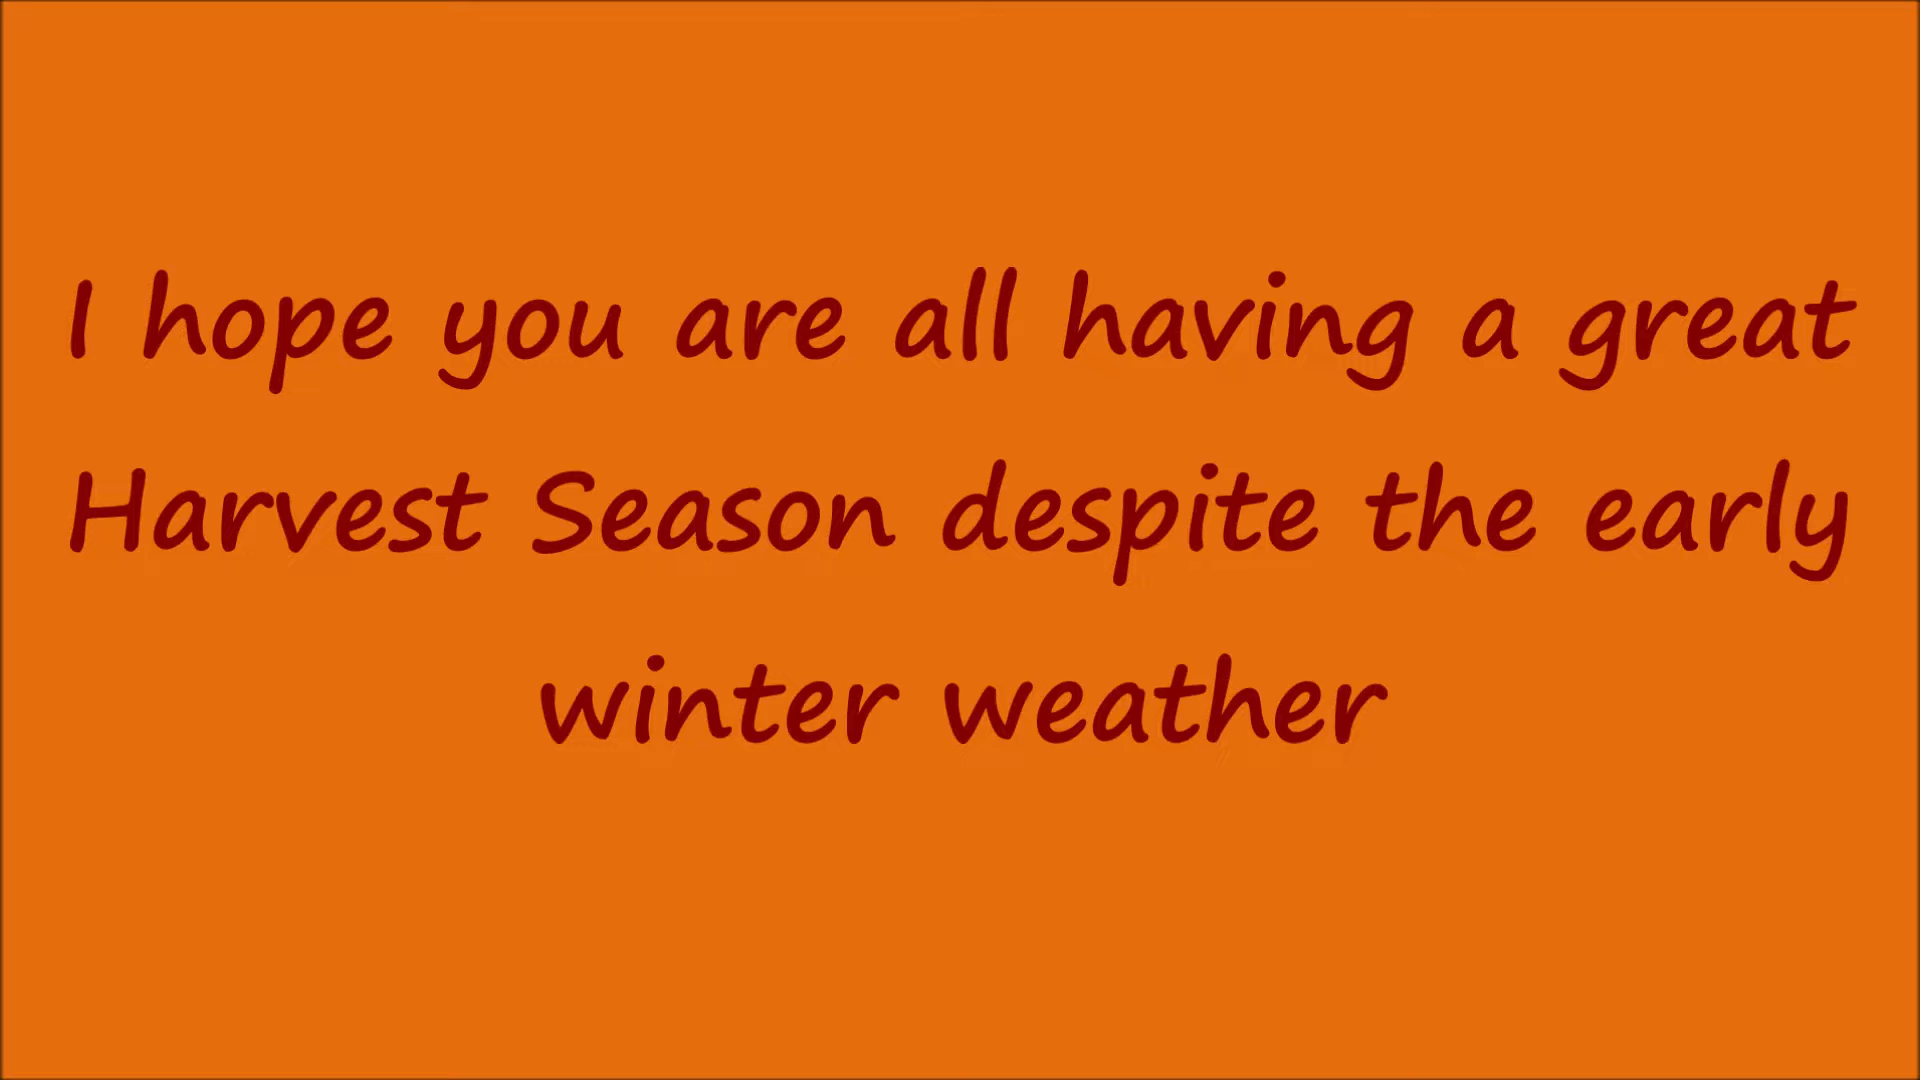 I hope you are all having a great
Harvest Season despite the early
winter weather